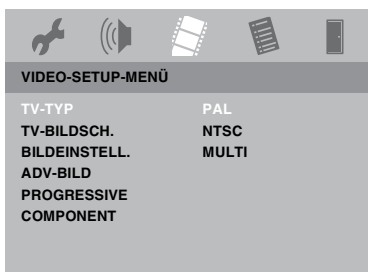 VIDEO-SETUP-MENÜ
TV-TYP PAL
TV-BILDSCH. NTSC
BILDEINSTELL. MULTI
ADV-BILD
PROGRESSIVE
COMPONENT